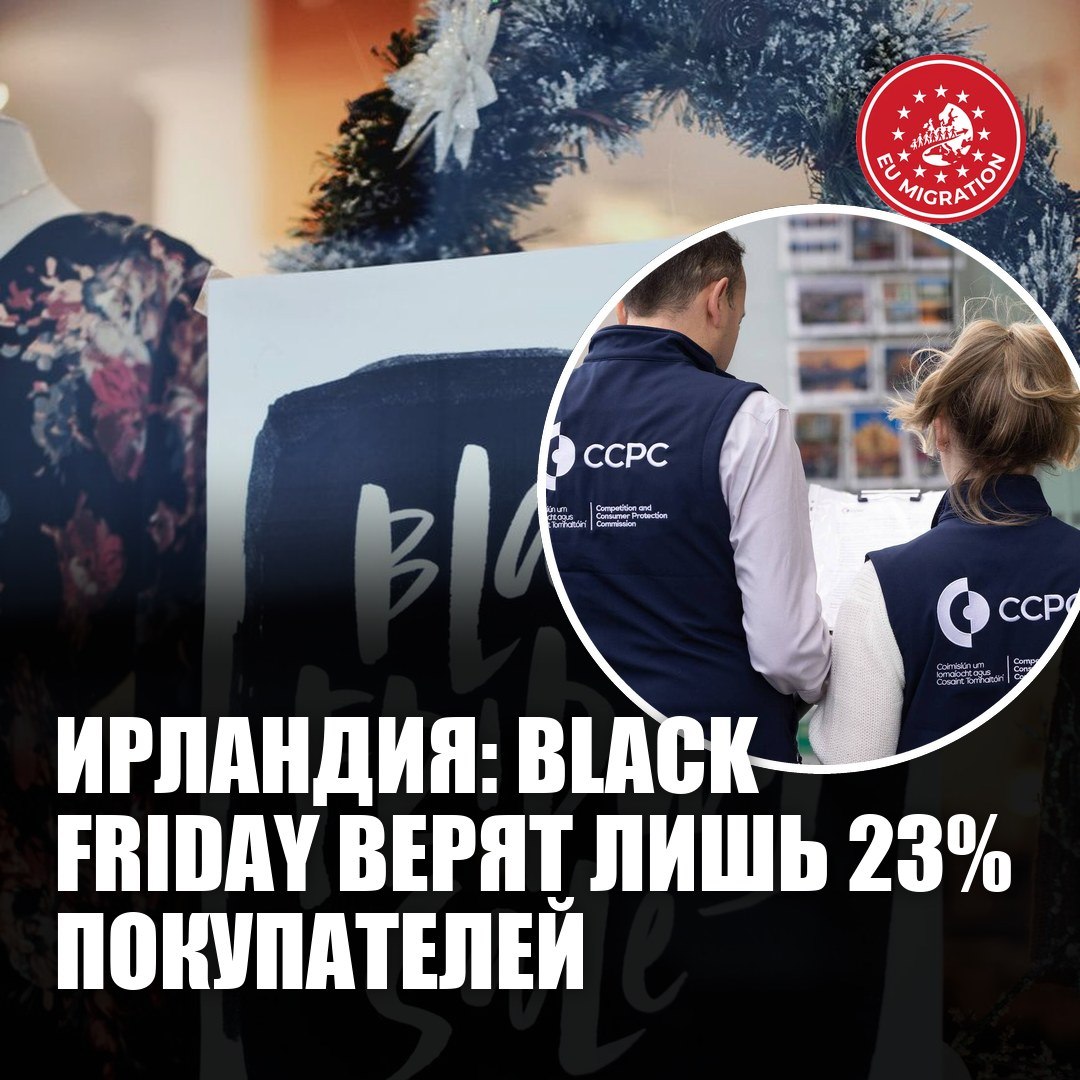 EU MIGRATION
CCPC
Competition and
Consumer Protection
Commission
CCPC
Coimisiún um
Iomaíocht agus
Cosaint Tomhaltóirí
ИРЛАНДИЯ: BLACK
FRIDAY ВЕРЯТ ЛИШЬ 23%
ПОКУПАТЕЛЕЙ
Sale